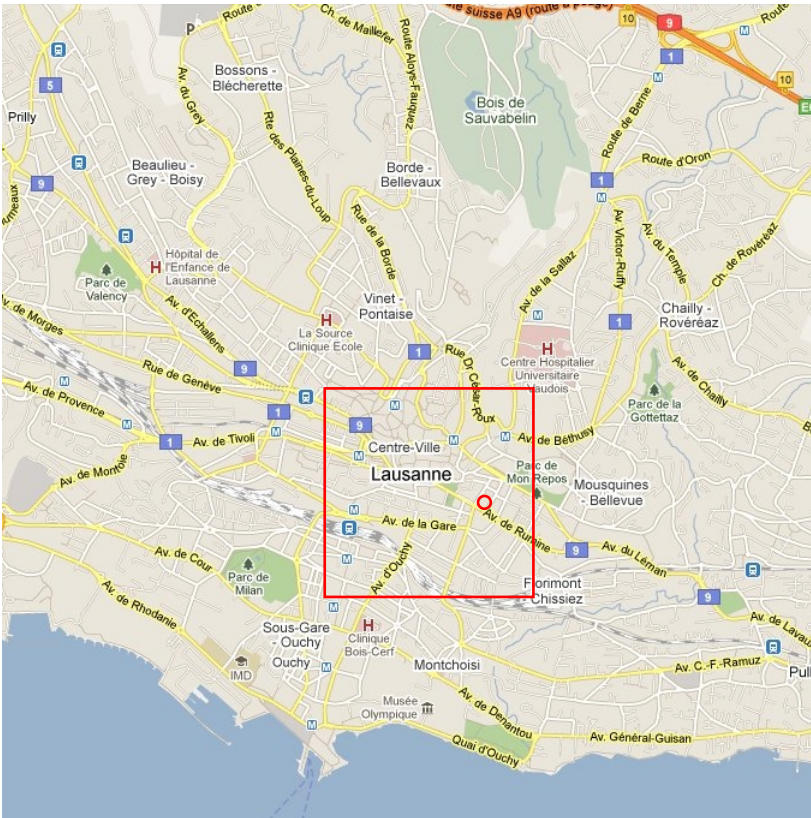 Route
Ch. de Maillefer
Route Aloys-Fauquez
suisse A9 (route à péage)
10
9
Route
P
9
1
10
5
Av. du Grey
Bossons -
Blécherette
Bois de
Sauvabelin
Route de Berne
Prilly
Rte des Plaines-du-Loup
Beaulieu -
Grey - Boisy
Borde -
Bellevaux
Route d'Oron
9
1
Rue de la Borde
Av. Victor-Ruffy
Av. du Temple
Ch. de Rovéréaz
H
Hôpital de
l'Enfance de
Lausanne
Parc de
Valency
Av. de la Sallaz
Av. d'Echallens
Vinet -
Pontaise
Chailly -
Rovéréaz
Av. de Morges
H
La Source
Clinique Ecole
1
1
Rue Dr César-Roux
H
Centre Hospitalier
Universitaire
Vaudois
Av. de Chailly
Rue de Genève
9
Parc de la
Gottettaz
Av. de Provence
1
9
1
Av. de Tivoli
Centre-Ville
Av. de Béthusy
Lausanne
Av. de Montoie
Parc de
Mon Repos
Mousquines
- Bellevue
Av. de la Gare
Av. de Rumine
9
Av. du Léman
Av. de Cour
Av. d'Ouchy
Parc de
Milan
Florimont
- Chissiez
9
Av. de Rhodanie
Av. de Lavau
Sous-Gare
- Ouchy
H
Clinique
Bois-Cerf
Ouchy
IMD
Montchoisi
Av. C.-F.-Ramuz
Pull
Musée
Olympique
Av. de Denantou
Quai d'Ouchy
Av. Général-Guisan